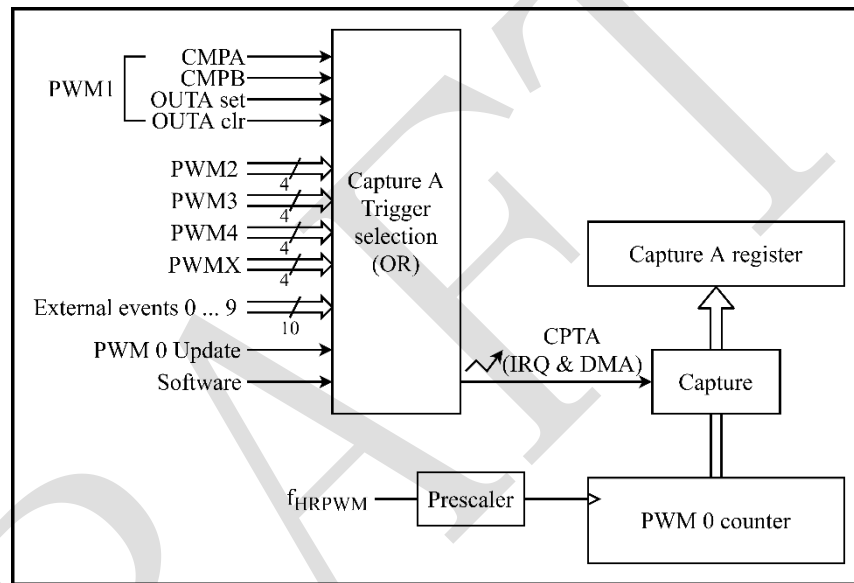 CMPA
CMPB
PWM1
OUTA set
OUTA clr
PWM2
4
PWM3
4
PWM4
4
PWMX
4
External events 0 ... 9
10
PWM 0 Update
Software
Capture A
Trigger
selection
(OR)
Capture A register
CPTA
(IRQ & DMA)
Capture
fHRPWM
Prescaler
PWM 0 counter
DRAFT